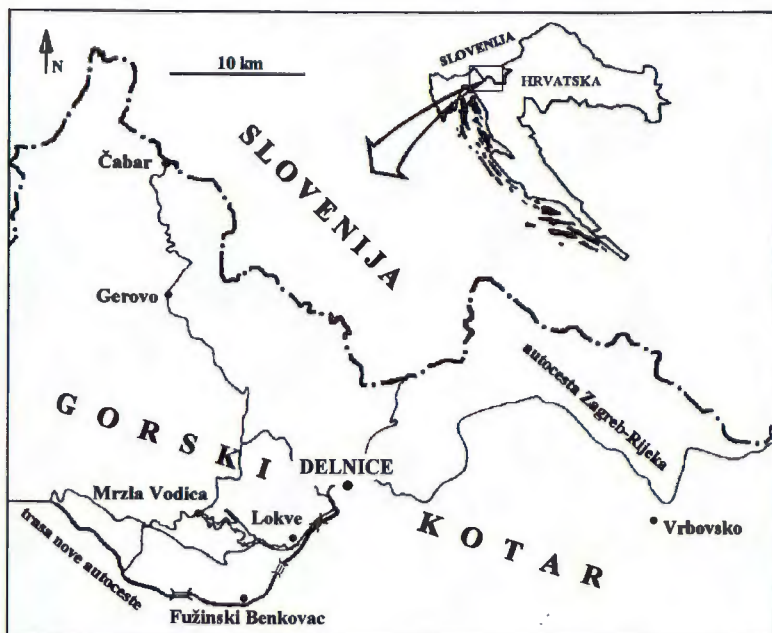 N
10 km
SLOVENIJA
HRVATSKA
Čabar
SLOVENIJA
Gerovo
autocesta Zagreb-Rijeka
GORSKI
DELNICE
Mrzla Vodica
Lokve
KOTAR
Vrbovsko
trasa nove autoceste
Fužinski Benkovac